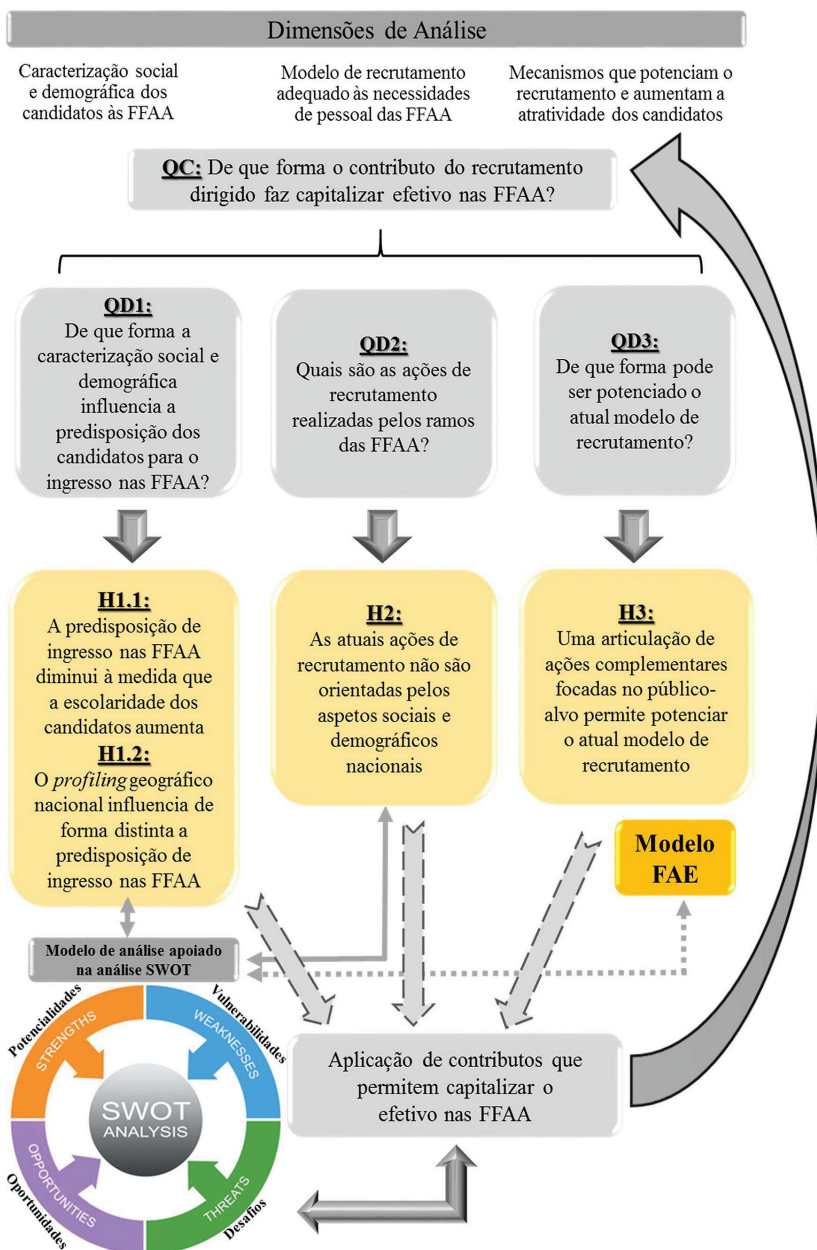 Dimensões de Análise
Caracterização social
e demográfica dos
candidatos às FFAA
Modelo de recrutamento
adequado às necessidades
de pessoal das FFAA
Mecanismos que potenciam o
recrutamento e aumentam a
atratividade dos candidatos
QC: De que forma o contributo do recrutamento
dirigido faz capitalizar efetivo nas FFAA?
QD1:
De que forma a
caracterização social e
demográfica
influencia a
predisposição dos
candidatos para o
ingresso nas FFAA?
QD2:
Quais são as ações de
recrutamento
realizadas pelos ramos
das FFAA?
QD3:
De que forma pode
ser potenciado o
atual modelo de
recrutamento?
H1.1:
A predisposição de
ingresso nas FFAA
diminui à medida que
a escolaridade dos
candidatos aumenta
H1.2:
O profiling geográfico
nacional influencia de
forma distinta a
predisposição de
ingresso nas FFAA
H2:
As atuais ações de
recrutamento não são
orientadas pelos
aspetos sociais e
demográficos
nacionais
H3:
Uma articulação de
ações complementares
focadas no público-
alvo permite potenciar
o atual modelo de
recrutamento
Modelo
FAE
Modelo de análise apoiado
na análise SWOT
Potencialidades
STRENGTHS
Vulnerabilidades
WEAKNESSES
SWOT
ANALYSIS
OPPORTUNITIES
Oportunidades
THREATS
Desafios
Aplicação de contributos que
permitem capitalizar o
efetivo nas FFAA